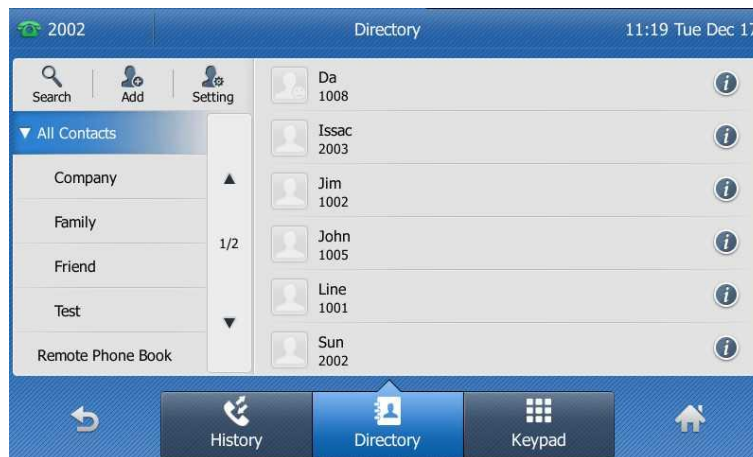 2002
Directory
11:19 Tue Dec 17
Search
Add
Setting
All Contacts
Company
Family
Friend
Test
Remote Phone Book
1/2
Da
1008
Issac
2003
Jim
1002
John
1005
Line
1001
Sun
2002
History
Directory
Keypad